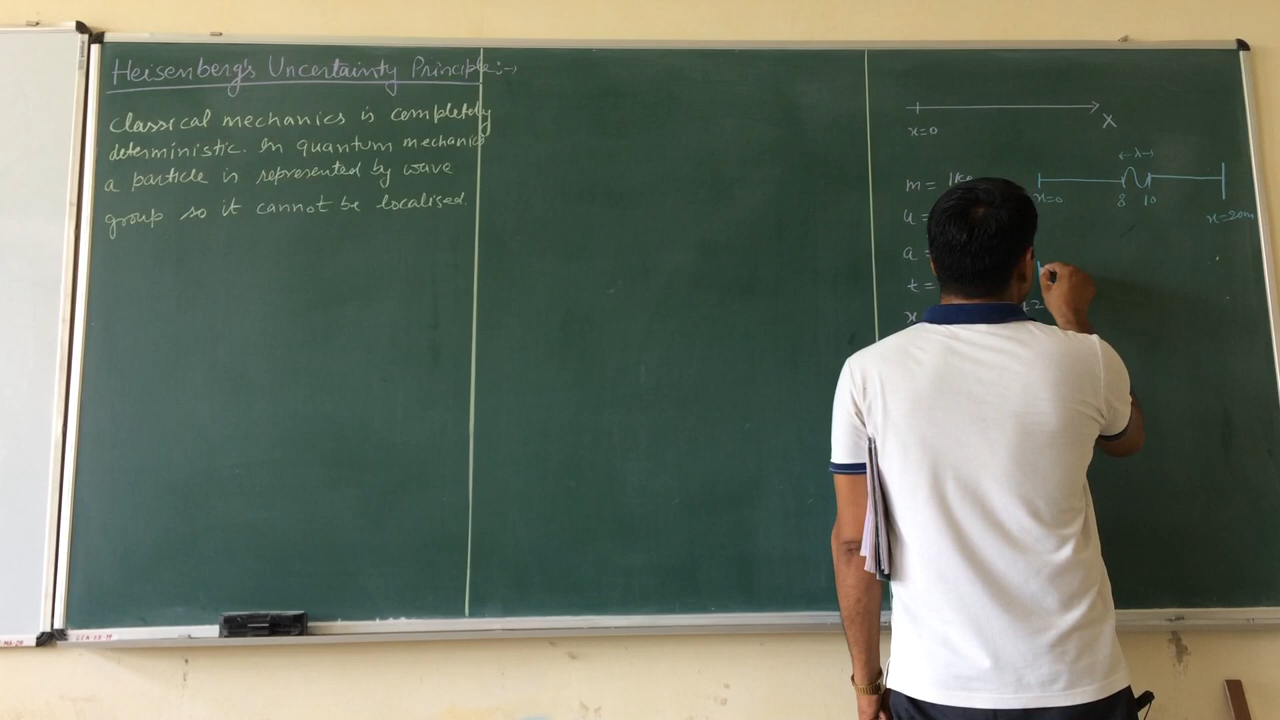 Heisenberg's Uncertainty Principle:-
Classical mechanics is completely
deterministic. In quantum mechanics
a particle is represented by wave
group so it cannot be localised.
x=0
X
m = 1kg
u =
a =
t =
x
+2
←λ→
x=0
8 10
x=20m